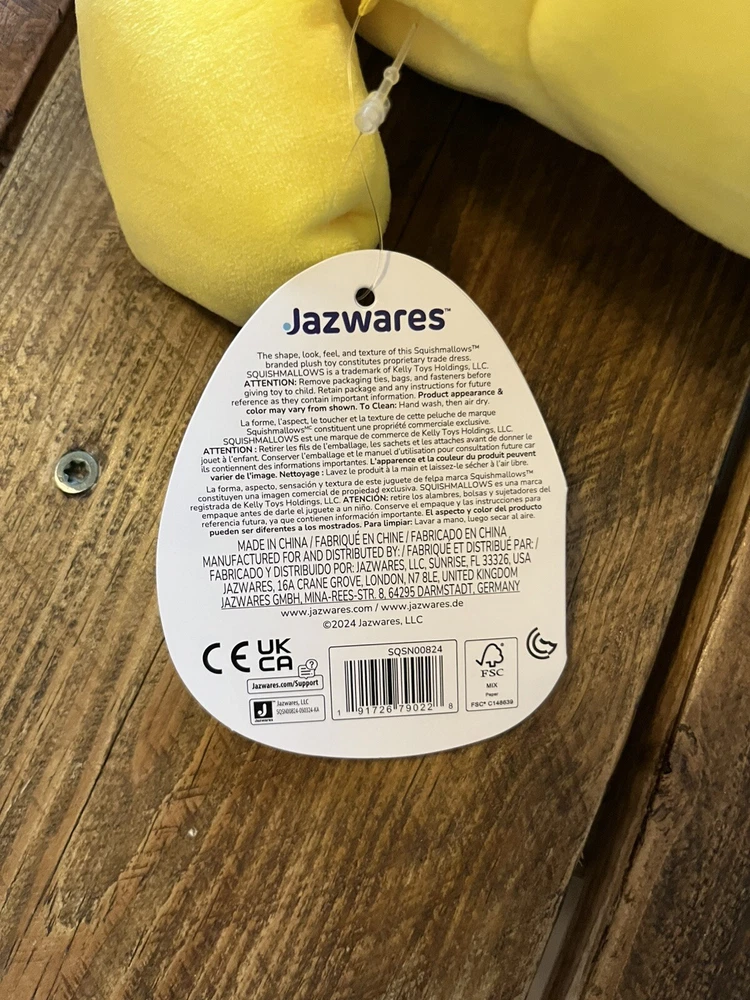 Jazwares™
The shape, look, feel, and texture of this Squishmallows™
branded plush toy constitutes proprietary trade dress.
SQUISHMALLOWS is a trademark of Kelly Toys Holdings, LLC.
ATTENTION: Remove packaging ties, bags, and fasteners before
giving toy to child. Retain package and any instructions for future
reference as they contain important information. Product appearance &
color may vary from shown. To Clean: Hand wash, then air dry.
La forme, l'aspect, le toucher et la texture de cette peluche de marque
Squishmallows MC constituent une propriété commerciale exclusive.
SQUISHMALLOWS est une marque de commerce de Kelly Toys Holdings, LLC.
ATTENTION : Retirer les fils de l'emballage, les sachets et les attaches avant de donner le
jouet à l'enfant. Conserver l'emballage et le manuel d'utilisation pour consultation future car
ils contiennent des informations importantes. L'apparence et la couleur du produit peuvent
varier de l'image. Nettoyage : Lavez le produit à la main et laissez-le sécher à l'air libre.
La forma, aspecto, sensación y textura de este juguete de felpa marca Squishmallows™
constituyen una imagen comercial de propiedad exclusiva. SQUISHMALLOWS es una marca
registrada de Kelly Toys Holdings, LLC. ATENCIÓN: retire los alambres, bolsas y sujetadores del
empaque antes de darle el juguete a un niño. Conserve el empaque y las instrucciones para
referencia futura, ya que contienen información importante. El aspecto y color del producto
pueden ser diferentes a los mostrados. Para limpiar: Lavar a mano, luego secar al aire.
MADE IN CHINA / FABRIQUÉ EN CHINE / FABRICADO EN CHINA
MANUFACTURED FOR AND DISTRIBUTED BY: / FABRIQUÉ ET DISTRIBUÉ PAR: /
FABRICADO Y DISTRIBUIDO POR: JAZWARES, LLC, SUNRISE, FL 33326, USA
JAZWARES, 16A CRANE GROVE, LONDON, N7 8LE, UNITED KINGDOM
JAZWARES GMBH, MINA-REES-STR. 8, 64295 DARMSTADT, GERMANY
www.jazwares.com / www.jazwares.de
©2024 Jazwares, LLC
CE UK
CA
Jazwares.com/Support
J Jazwares, LLC
SQSN00824-050324-KA
SQSN00824
1 91726 79022 8
FSC
MIX
Paper
FSC® C148639